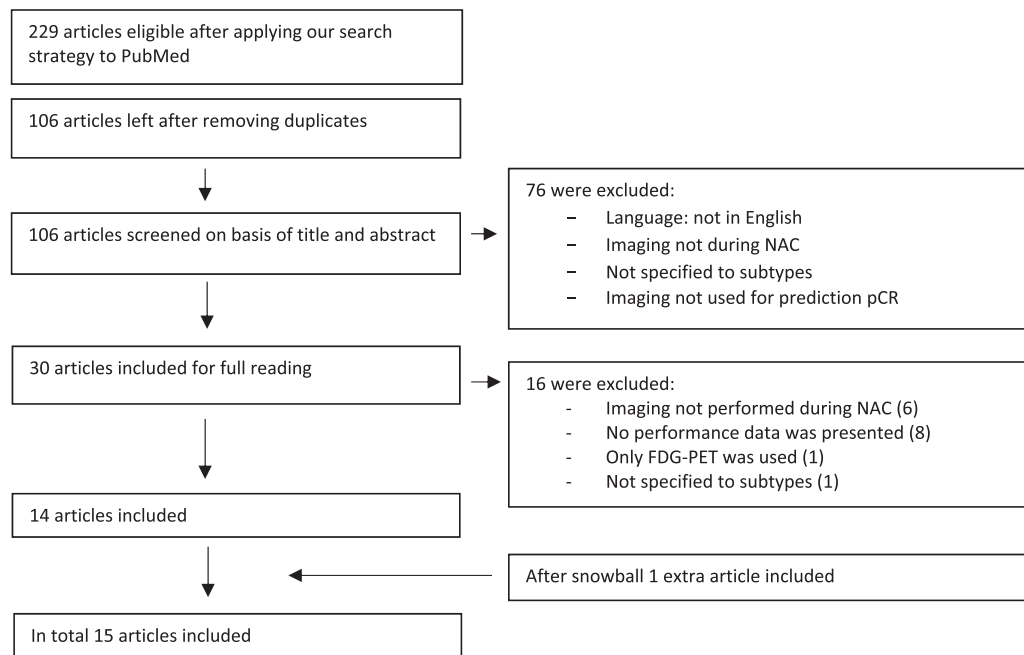 229 articles eligible after applying our search
strategy to PubMed
106 articles left after removing duplicates
106 articles screened on basis of title and abstract
76 were excluded:
– Language: not in English
– Imaging not during NAC
– Not specified to subtypes
– Imaging not used for prediction pCR
30 articles included for full reading
16 were excluded:
- Imaging not performed during NAC (6)
- No performance data was presented (8)
- Only FDG-PET was used (1)
- Not specified to subtypes (1)
14 articles included
After snowball 1 extra article included
In total 15 articles included